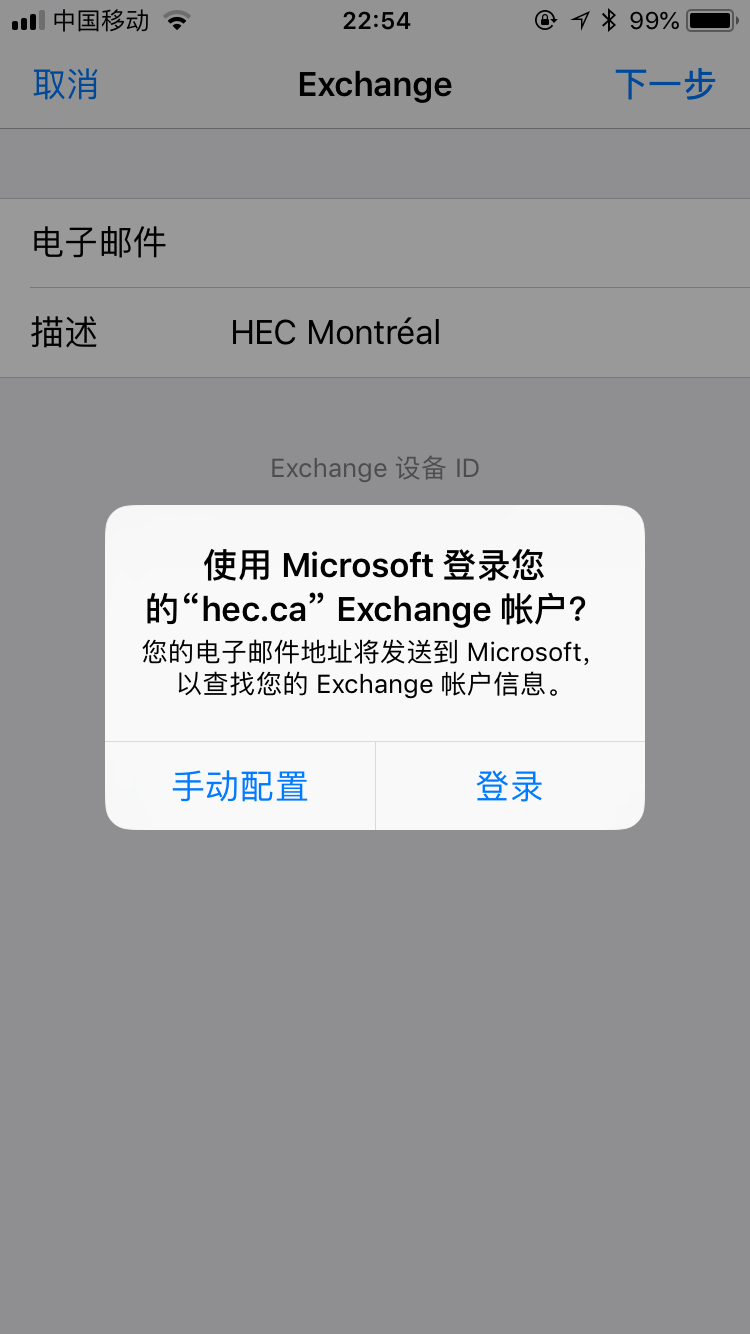 中国移动 22:54 99%
取消 Exchange 下一步
电子邮件
描述 HEC Montréal
Exchange 设备 ID
使用 Microsoft 登录您
的“hec.ca” Exchange 帐户?
您的电子邮件地址将发送到 Microsoft,
以查找您的 Exchange 帐户信息。
手动配置 登录